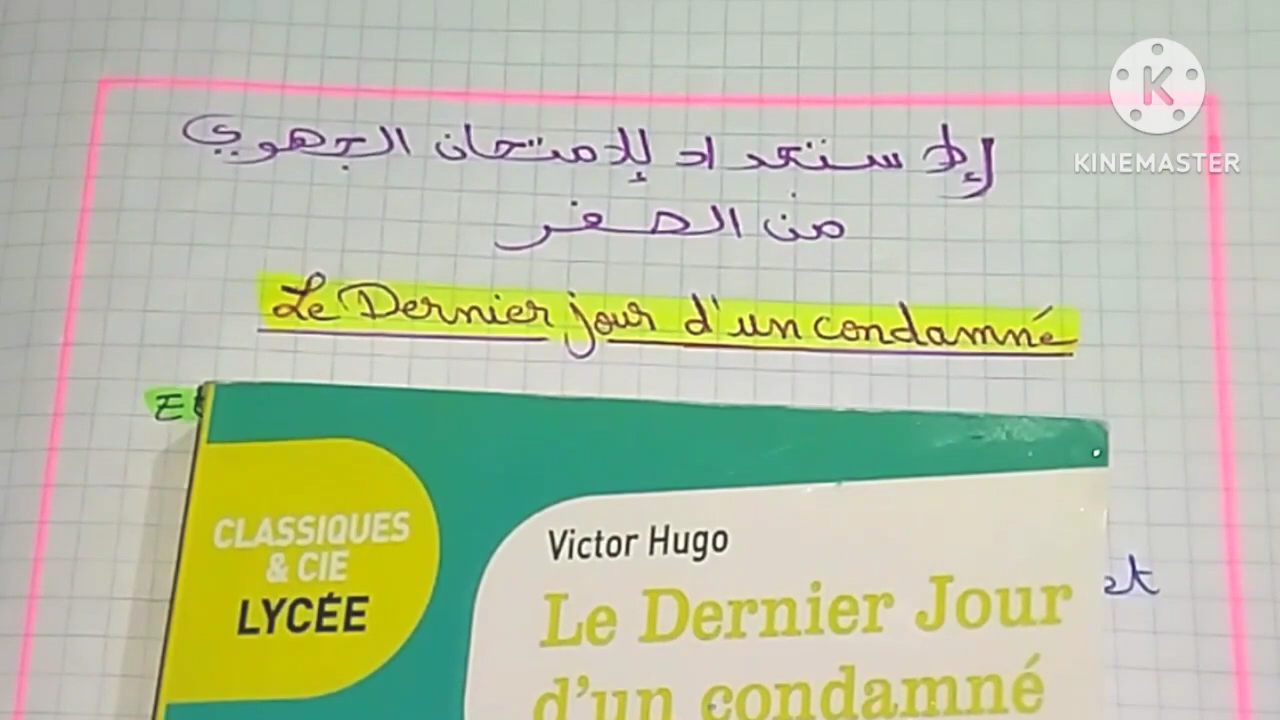 الإستعداد للإمتحان الجهوي
من الصفر
Le Dernier jour d'un condamné
CLASSIQUES
& CIE
LYCÉE
Victor Hugo
Le Dernier Jour
d'un condamné
KINEMASTER